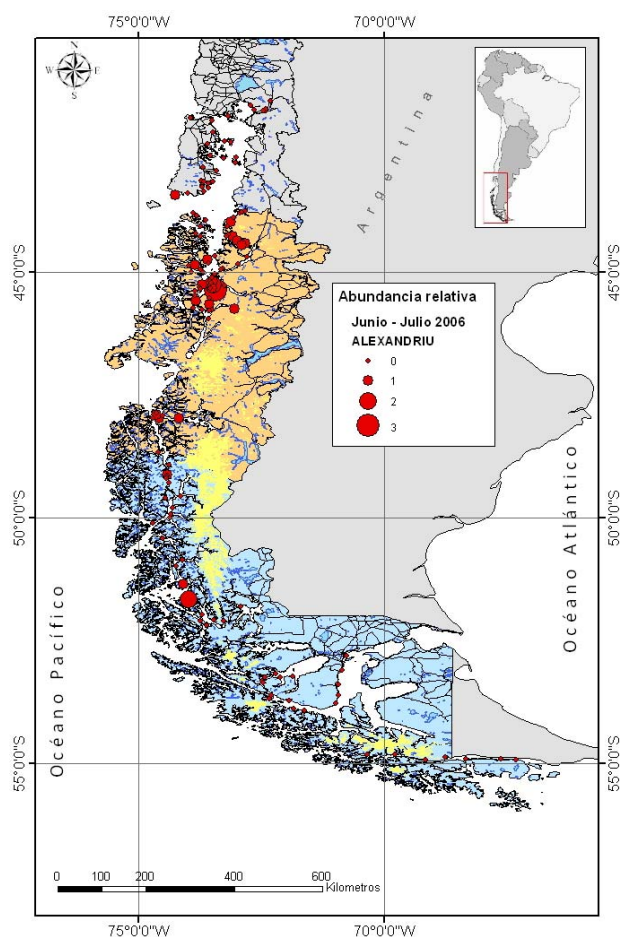 75°0'0"W 70°0'0"W
N
W E
S
Argentina
45°0'0"S 45°0'0"S
Abundancia relativa
Junio - Julio 2006
ALEXANDRIU
0
1
2
3
50°0'0"S 50°0'0"S
Océano Pacífico
Océano Atlántico
55°0'0"S 55°0'0"S
0 100 200 400 600
Kilometros
75°0'0"W 70°0'0"W